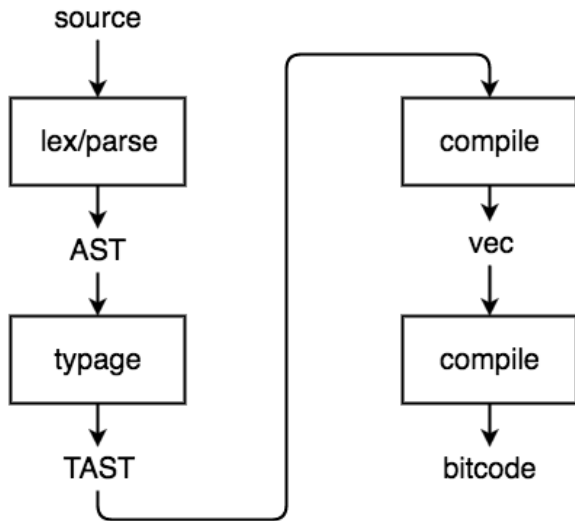 source
lex/parse
AST
typage
TAST
compile
vec
compile
bitcode